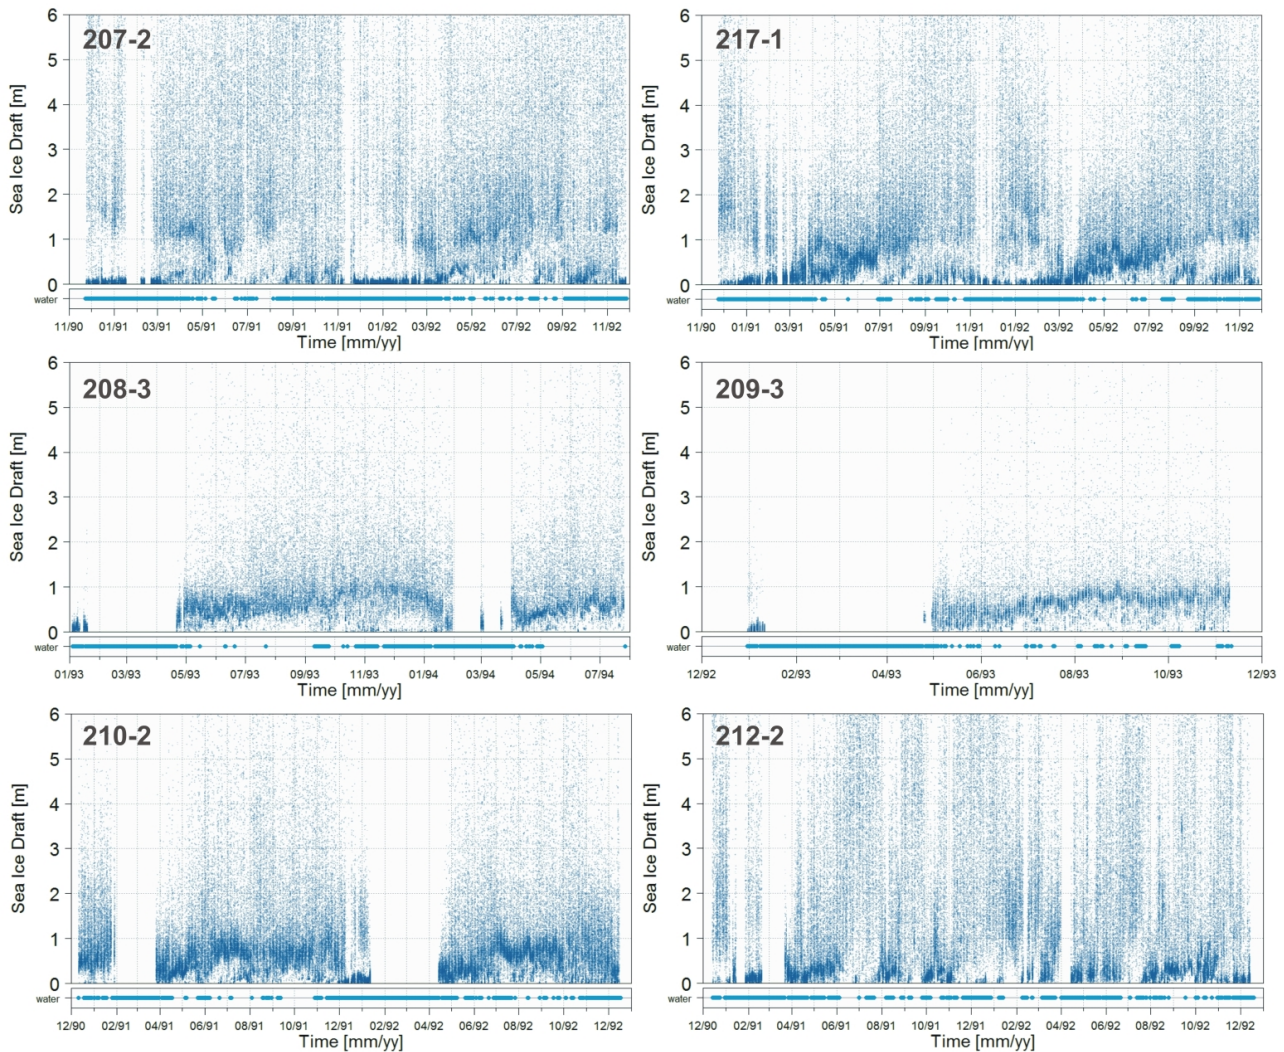 207-2
Sea Ice Draft [m]
6
5
4
3
2
1
0
water
11/90 01/91 03/91 05/91 07/91 09/91 11/91 01/92 03/92 05/92 07/92 09/92 11/92
Time [mm/yy]
217-1
Sea Ice Draft [m]
6
5
4
3
2
1
0
water
11/90 01/91 03/91 05/91 07/91 09/91 11/91 01/92 03/92 05/92 07/92 09/92 11/92
Time [mm/yy]
208-3
Sea Ice Draft [m]
6
5
4
3
2
1
0
water
01/93 03/93 05/93 07/93 09/93 11/93 01/94 03/94 05/94 07/94
Time [mm/yy]
209-3
Sea Ice Draft [m]
6
5
4
3
2
1
0
water
12/92 02/93 04/93 06/93 08/93 10/93 12/93
Time [mm/yy]
210-2
Sea Ice Draft [m]
6
5
4
3
2
1
0
water
12/90 02/91 04/91 06/91 08/91 10/91 12/91 02/92 04/92 06/92 08/92 10/92 12/92
Time [mm/yy]
212-2
Sea Ice Draft [m]
6
5
4
3
2
1
0
water
12/90 02/91 04/91 06/91 08/91 10/91 12/91 02/92 04/92 06/92 08/92 10/92 12/92
Time [mm/yy]